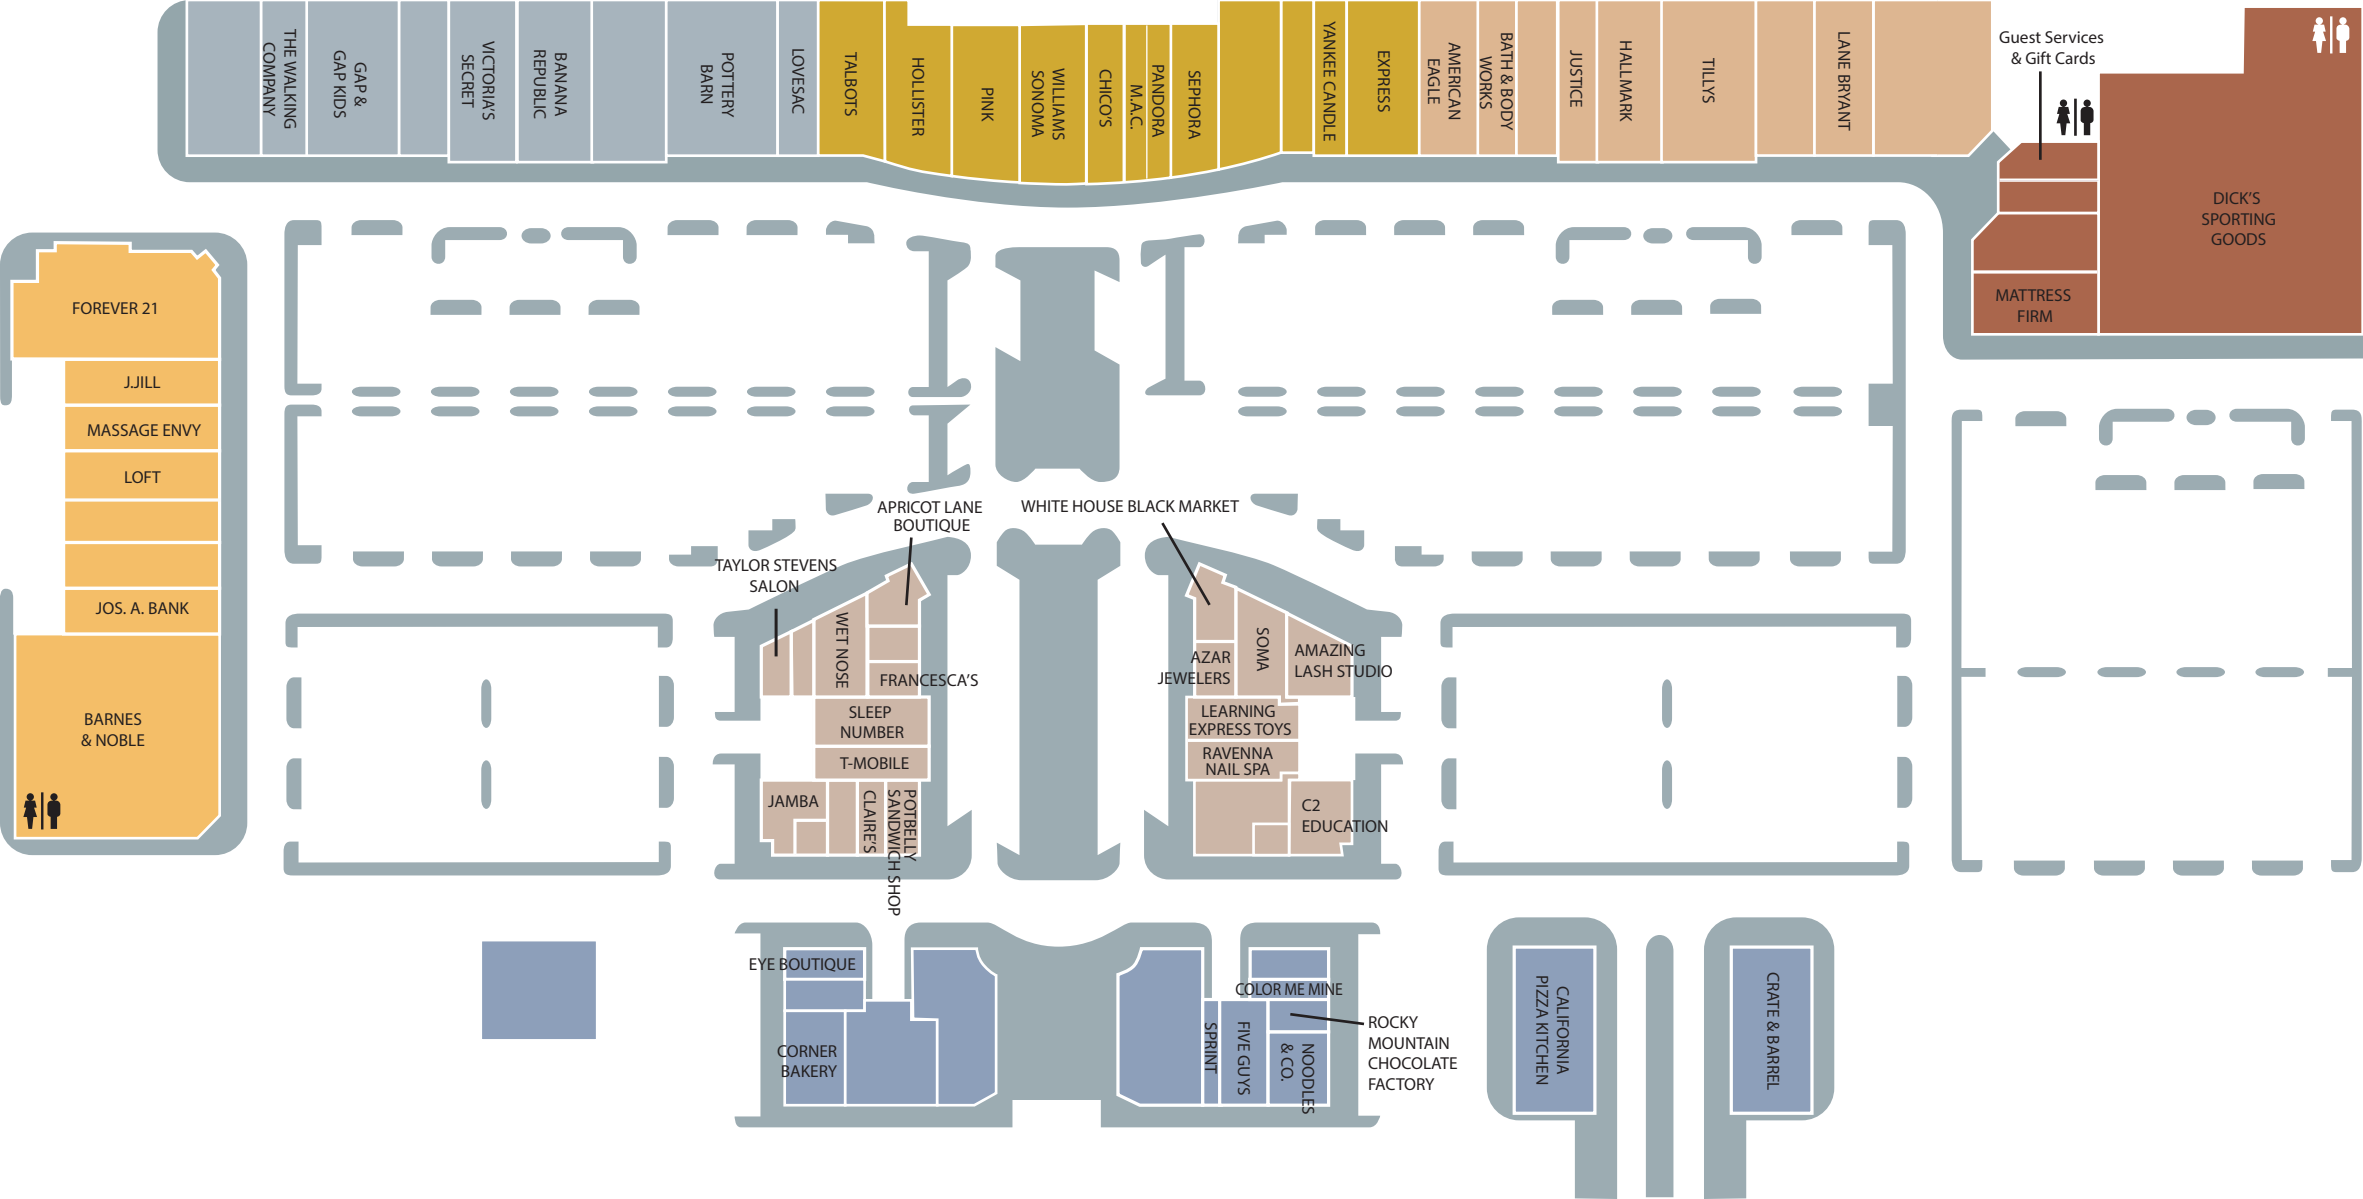 THE WALKING
COMPANY
GAP &
GAP KIDS
VICTORIA'S
SECRET
BANANA
REPUBLIC
POTTERY
BARN
LOVESAC
TALBOTS
HOLLISTER
PINK
WILLIAMS
SONOMA
CHICO'S
M.A.C.
PANDORA
SEPHORA
YANKEE CANDLE
EXPRESS
AMERICAN
EAGLE
BATH & BODY
WORKS
JUSTICE
HALLMARK
TILLYS
LANE BRYANT
Guest Services
& Gift Cards
DICK'S
SPORTING
GOODS
MATTRESS
FIRM
FOREVER 21
J.JILL
MASSAGE ENVY
LOFT
JOS. A. BANK
BARNES
& NOBLE
APRICOT LANE
BOUTIQUE
TAYLOR STEVENS
SALON
WET NOSE
FRANCESCA'S
SLEEP
NUMBER
T-MOBILE
JAMBA
CLAIRE'S
POTBELLY
SANDWICH SHOP
WHITE HOUSE BLACK MARKET
AZAR
JEWELERS
SOMA
AMAZING
LASH STUDIO
LEARNING
EXPRESS TOYS
RAVENNA
NAIL SPA
C2
EDUCATION
EYE BOUTIQUE
CORNER
BAKERY
COLOR ME MINE
SPRINT
FIVE GUYS
NOODLES
& CO.
ROCKY
MOUNTAIN
CHOCOLATE
FACTORY
CALIFORNIA
PIZZA KITCHEN
CRATE & BARREL